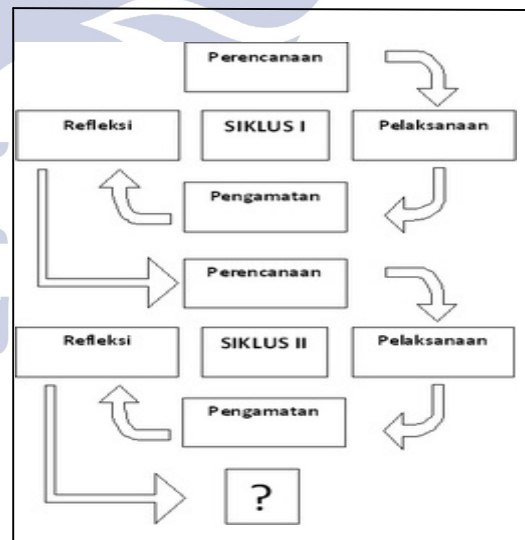 Perencanaan
Refleksi SIKLUS I Pelaksanaan
Pengamatan
Perencanaan
Refleksi SIKLUS II Pelaksanaan
Pengamatan
?